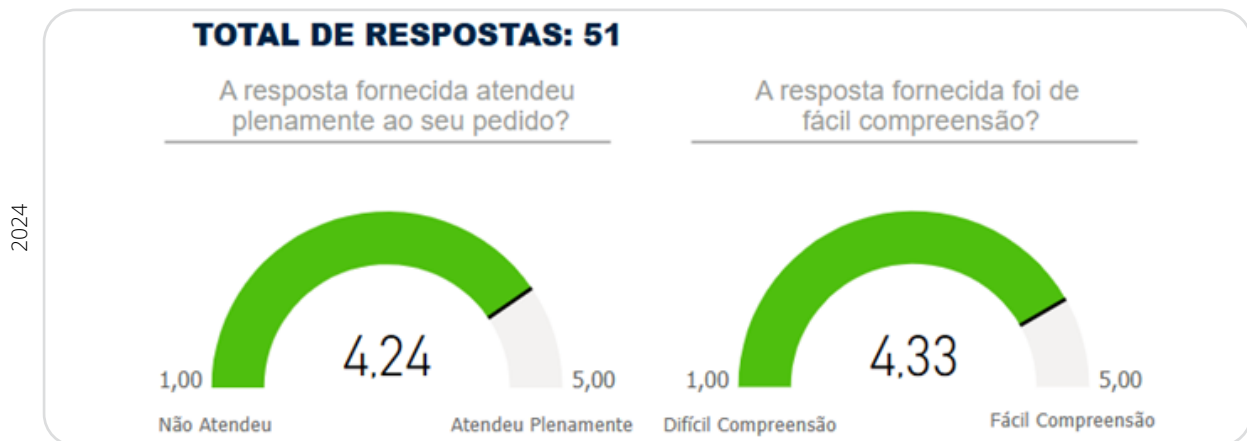 TOTAL DE RESPOSTAS: 51
A resposta fornecida atendeu
plenamente ao seu pedido?
A resposta fornecida foi de
fácil compreensão?
2024
4,24
1,00
5,00
Não Atendeu
Atendeu Plenamente
4,33
1,00
5,00
Difícil Compreensão
Fácil Compreensão